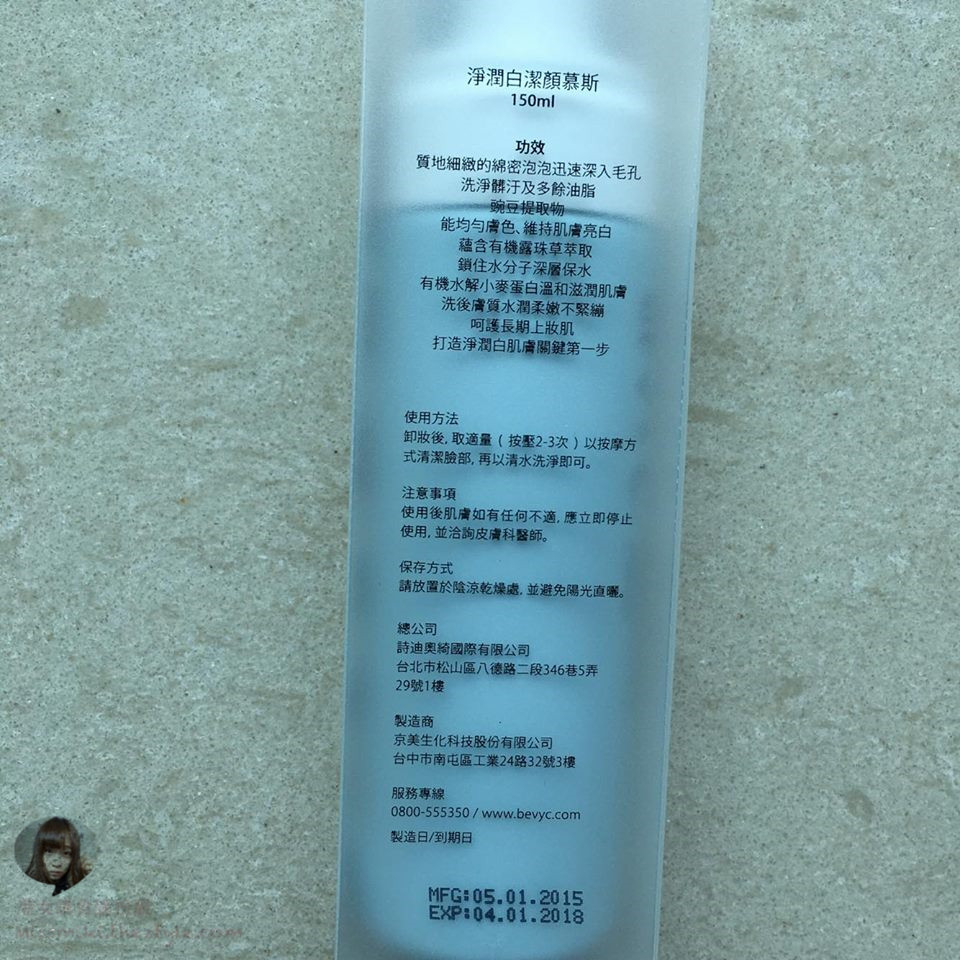 淨潤白潔顏慕斯
150ml
功效
質地細緻的綿密泡泡迅速深入毛孔
洗淨髒汙及多餘油脂
豌豆提取物
能均勻膚色、維持肌膚亮白
蘊含有機露珠草萃取
鎖住水分子深層保水
有機水解小麥蛋白溫和滋潤肌膚
洗後膚質水潤柔嫩不緊繃
呵護長期上妝肌
打造淨潤白肌膚關鍵第一步
使用方法
卸妝後, 取適量 ( 按壓2-3次 ) 以按摩方
式清潔臉部, 再以清水洗淨即可。
注意事項
使用後肌膚如有任何不適, 應立即停止
使用, 並洽詢皮膚科醫師。
保存方式
請放置於陰涼乾燥處, 並避免陽光直曬。
總公司
詩迪奧綺國際有限公司
台北市松山區八德路二段346巷5弄
29號1樓
製造商
京美生化科技股份有限公司
台中市南屯區工業24路32號3樓
服務專線
0800-555350 / www.bevyc.com
製造日/到期日
MFG:05.01.2015
EXP:04.01.2018